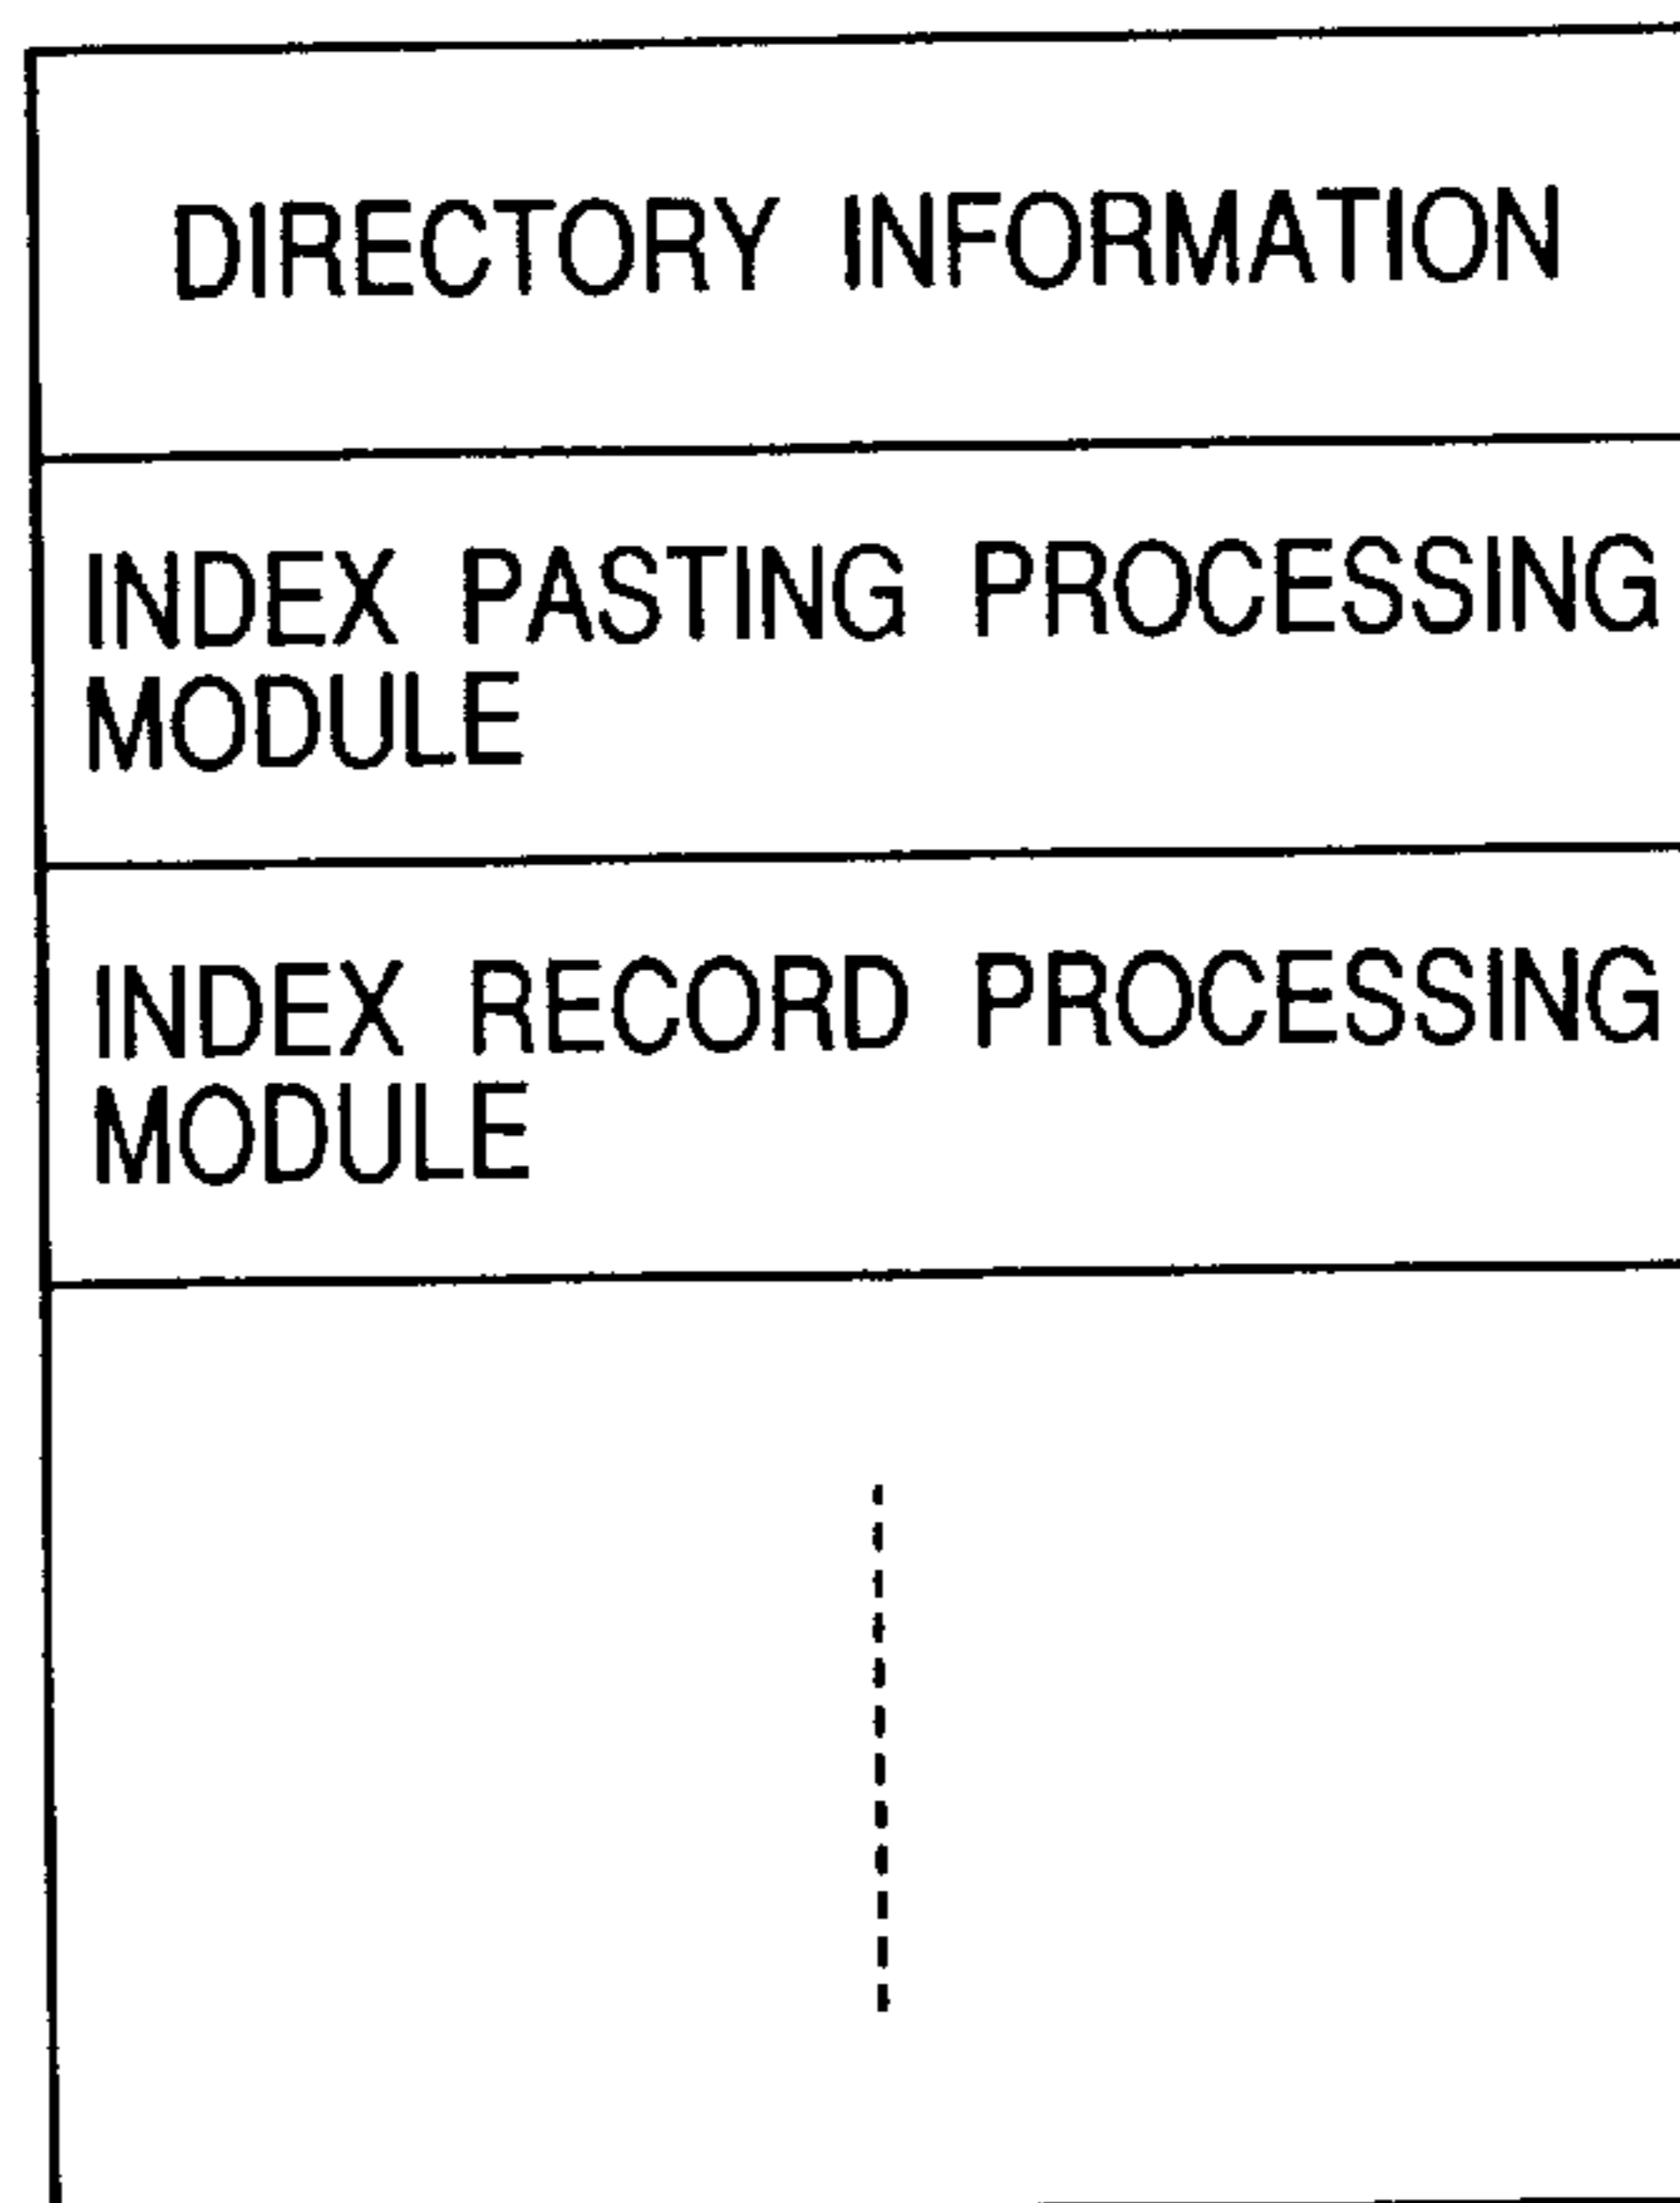 DIRECTORY INFORMATION
INDEX PASTING PROCESSING
MODULE
INDEX RECORD PROCESSING
MODULE